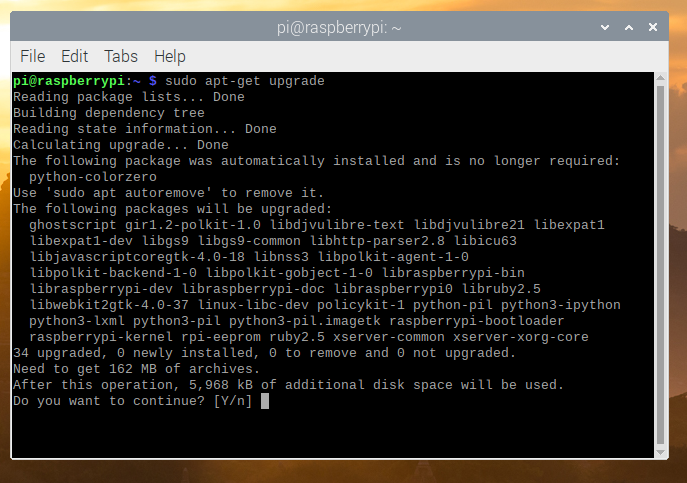 pi@raspberrypi: ~
File Edit Tabs Help
pi@raspberrypi:~ $ sudo apt-get upgrade
Reading package lists... Done
Building dependency tree
Reading state information... Done
Calculating upgrade... Done
The following package was automatically installed and is no longer required:
  python-colorzero
Use 'sudo apt autoremove' to remove it.
The following packages will be upgraded:
  ghostscript gir1.2-polkit-1.0 libdjvulibre-text libdjvulibre21 libexpat1
  libexpat1-dev libgs9 libgs9-common libhttp-parser2.8 libicu63
  libjavascriptcoregtk-4.0-18 libnss3 libpolkit-agent-1-0
  libpolkit-backend-1-0 libpolkit-gobject-1-0 libraspberrypi-bin
  libraspberrypi-dev libraspberrypi-doc libraspberrypi0 libruby2.5
  libwebkit2gtk-4.0-37 linux-libc-dev policykit-1 python-pil python3-ipython
  python3-lxml python3-pil python3-pil.imagetk raspberrypi-bootloader
  raspberrypi-kernel rpi-eeprom ruby2.5 xserver-common xserver-xorg-core
34 upgraded, 0 newly installed, 0 to remove and 0 not upgraded.
Need to get 162 MB of archives.
After this operation, 5,968 kB of additional disk space will be used.
Do you want to continue? [Y/n]